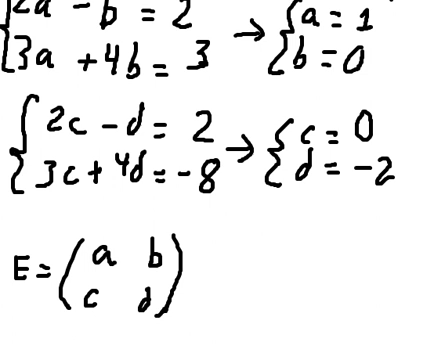 {2a - b = 2 → {a = 1
{3a + 4b = 3 {b = 0
{2c - d = 2 → {c = 0
{3c + 4d = -8 {d = -2
E = (a b
c d)